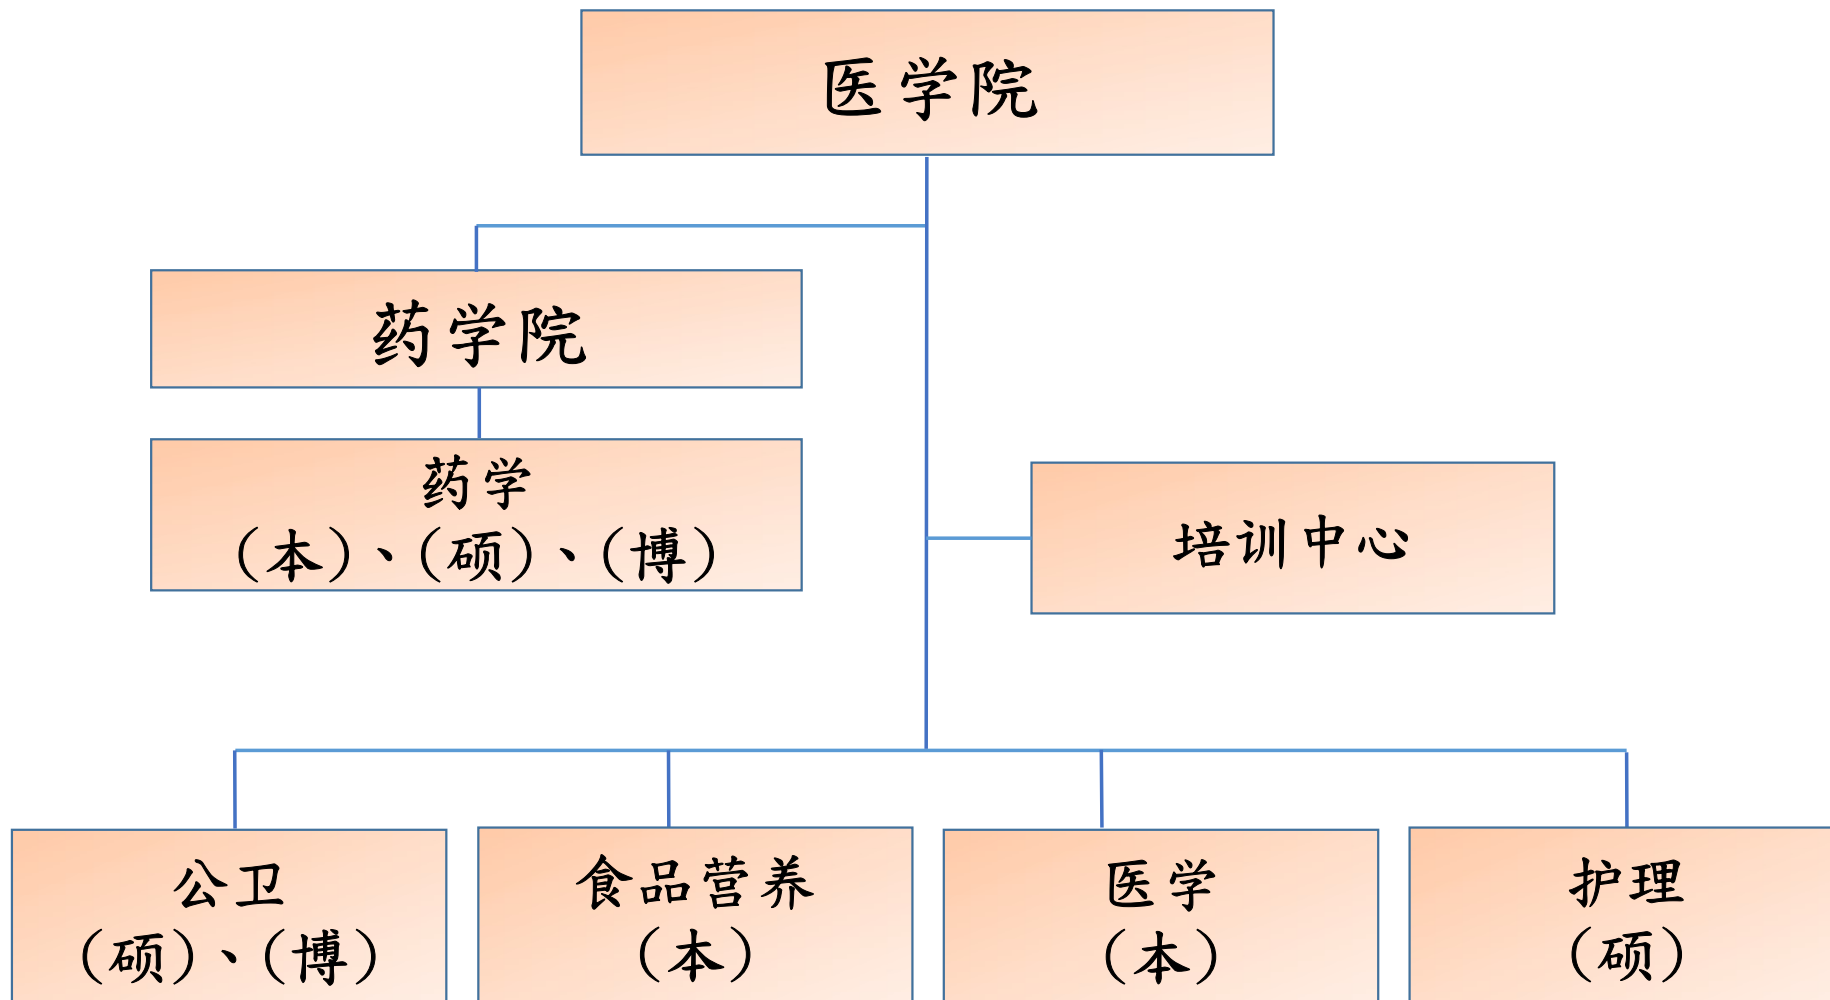 医学院
药学院
药学
（本）、（硕）、（博）
培训中心
公卫
（硕）、（博）
食品营养
（本）
医学
（本）
护理
（硕）